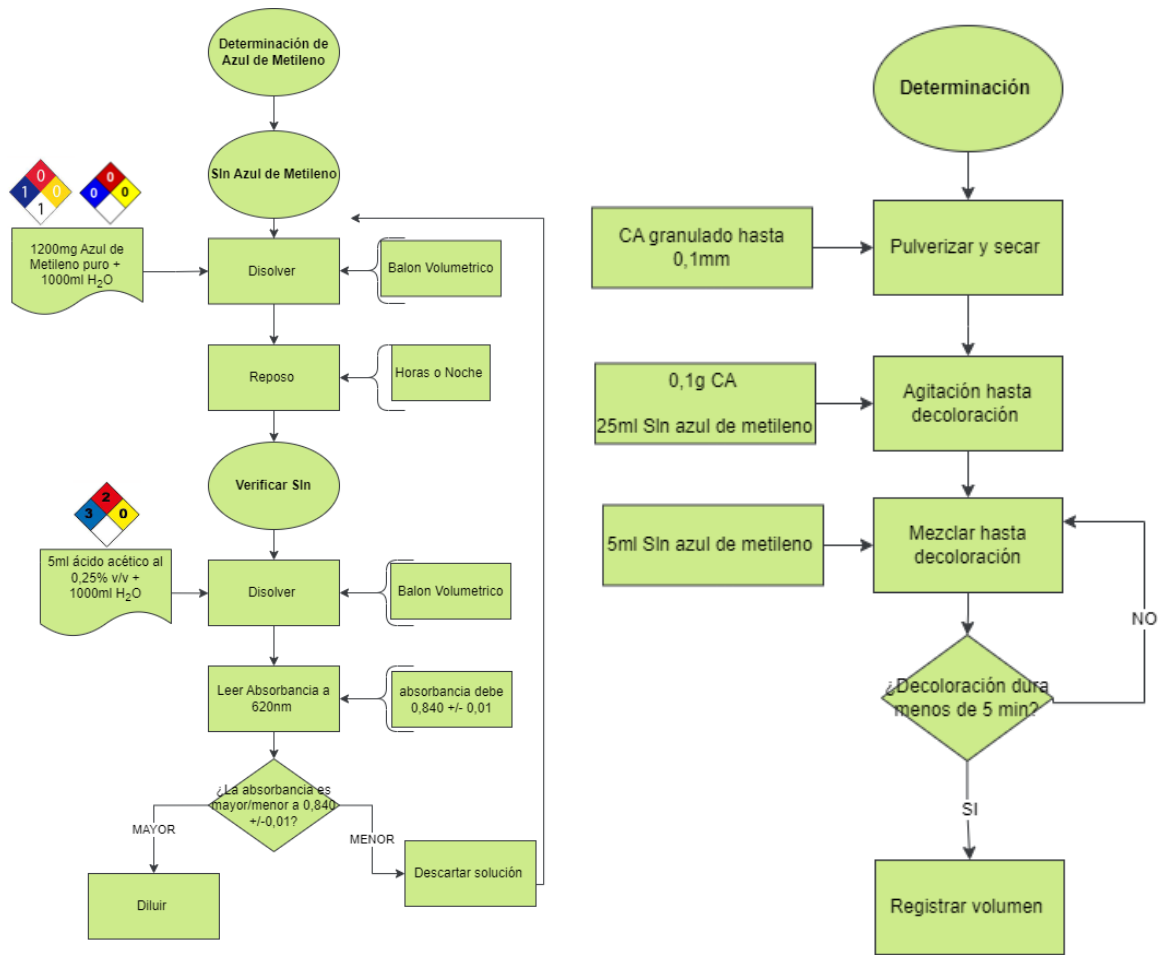 Determinación de
Azul de Metileno
Sln Azul de Metileno
0
1
0
1
0
0
0
1200mg Azul de
Metileno puro +
1000ml H₂O
Disolver
Balon Volumetrico
Reposo
Horas o Noche
Verificar Sln
2
3
0
5ml ácido acético al
0,25% v/v +
1000ml H₂O
Disolver
Balon Volumetrico
Leer Absorbancia a
620nm
absorbancia debe
0,840 +/- 0,01
¿La absorbancia es
mayor/menor a 0,840
+/-0,01?
MAYOR
MENOR
Diluir
Descartar solución
Determinación
CA granulado hasta
0,1mm
Pulverizar y secar
0,1g CA
25ml Sln azul de metileno
Agitación hasta
decoloración
5ml Sln azul de metileno
Mezclar hasta
decoloración
NO
¿Decoloración dura
menos de 5 min?
SI
Registrar volumen